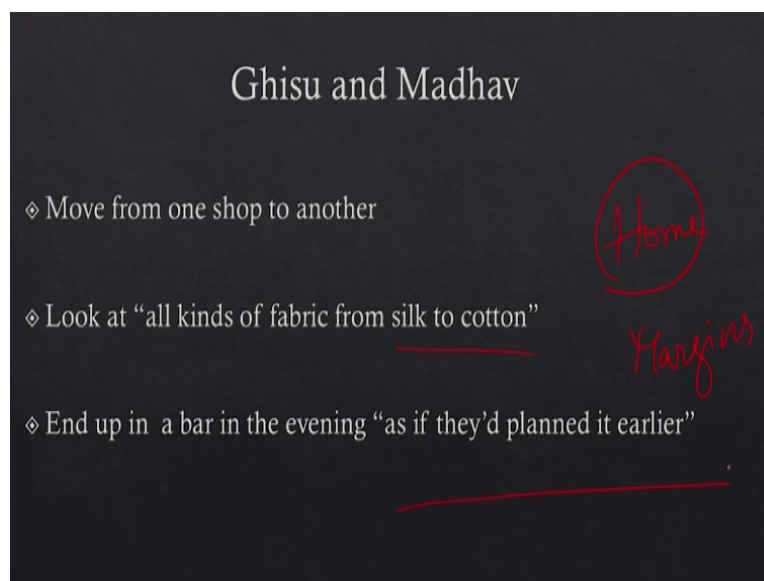 Ghisu and Madhav
Move from one shop to another
Home
Look at “all kinds of fabric from silk to cotton”
Margins
End up in a bar in the evening “as if they’d planned it earlier”